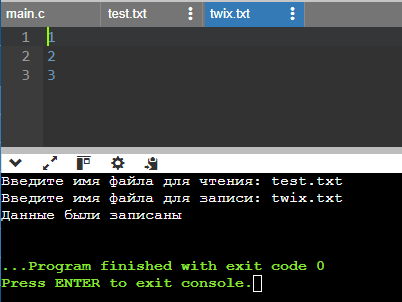 main.c test.txt twix.txt
1 1
2 2
3 3
Введите имя файла для чтения: test.txt
Введите имя файла для записи: twix.txt
Данные были записаны
...Program finished with exit code 0
Press ENTER to exit console.